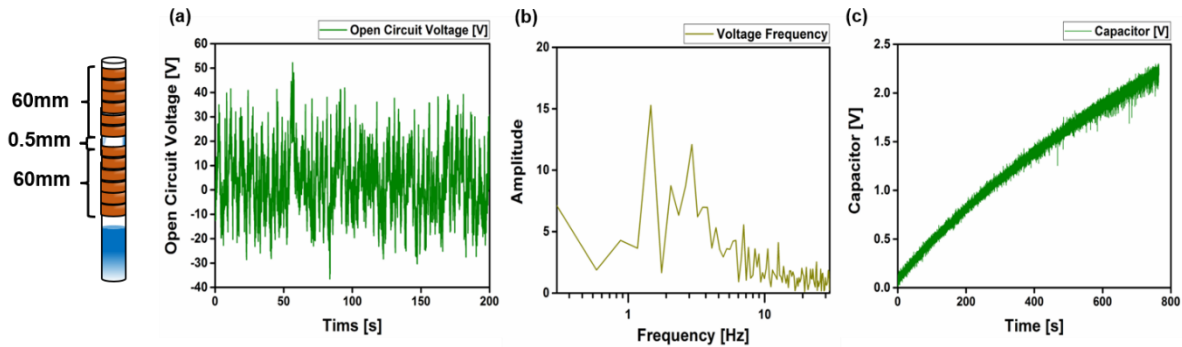 60mm
0.5mm
60mm
(a)
Open Circuit Voltage [V]
Open Circuit Voltage [V]
60
50
40
30
20
10
0
-10
-20
-30
-40
0
50
100
150
200
Tims [s]
(b)
Voltage Frequency
Amplitude
20
15
10
5
0
1
10
Frequency [Hz]
(c)
Capacitor [V]
Capacitor [V]
2.5
2.0
1.5
1.0
0.5
0.0
0
200
400
600
800
Time [s]